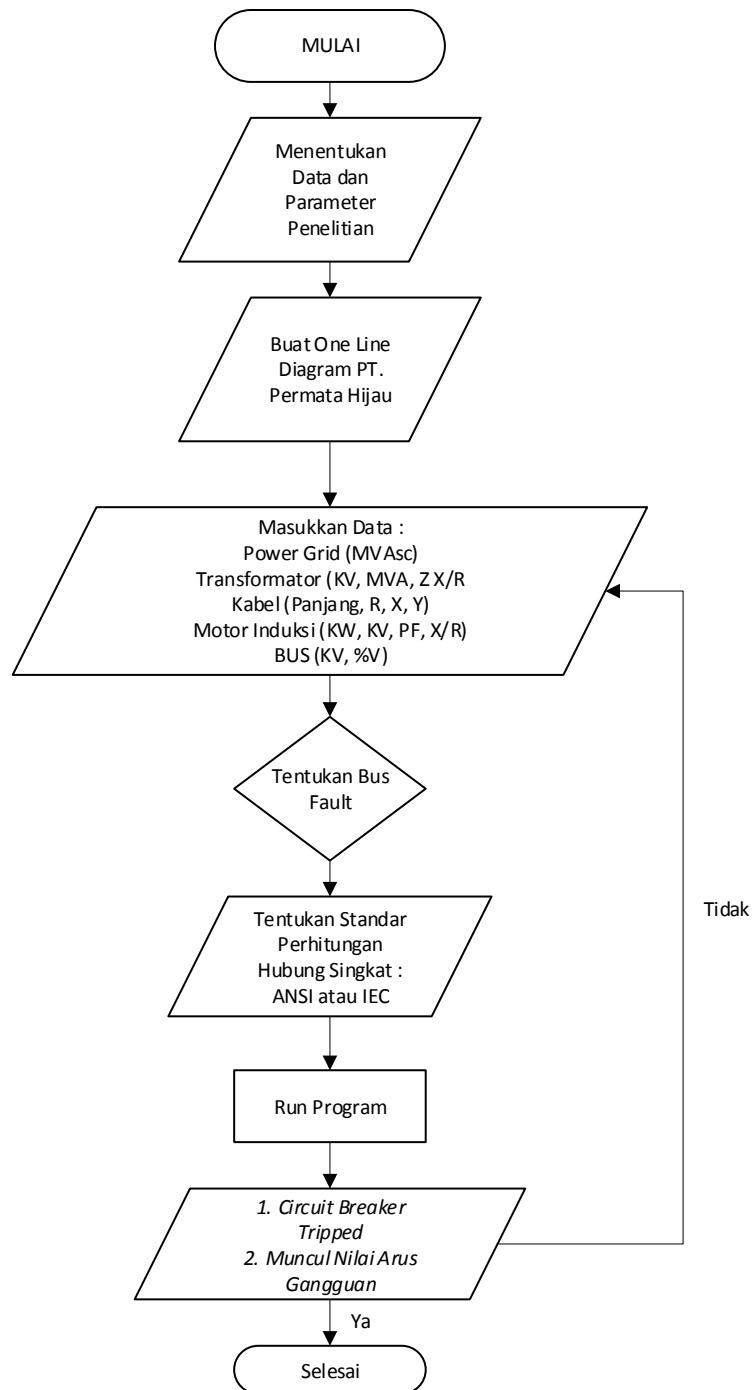 MULAI
Menentukan
Data dan
Parameter
Penelitian
Buat One Line
Diagram PT.
Permata Hijau
Masukkan Data :
Power Grid (MVAsc)
Transformator (KV, MVA, Z X/R
Kabel (Panjang, R, X, Y)
Motor Induksi (KW, KV, PF, X/R)
BUS (KV, %V)
Tentukan Bus
Fault
Tentukan Standar
Perhitungan
Hubung Singkat :
ANSI atau IEC
Tidak
Run Program
1. Circuit Breaker
Tripped
2. Muncul Nilai Arus
Gangguan
Ya
Selesai